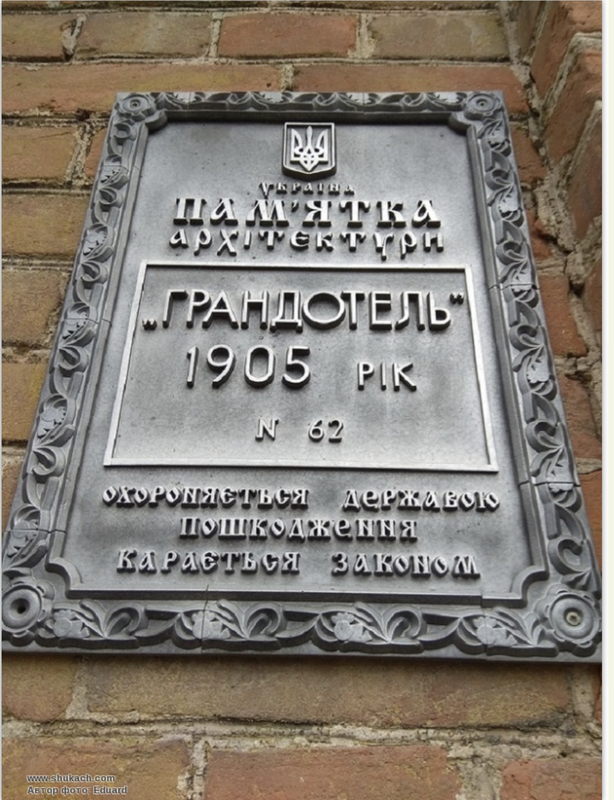 УКРАЇНА
ПАМ'ЯТКА
АРХІТЕКТУРИ
„ГРАНДОТЕЛЬ”
1905 РІК
N 62
ОХОРОНЯЄТЬСЯ ДЕРЖАВОЮ
ПОШКОДЖЕННЯ
КАРАЄТЬСЯ ЗАКОНОМ
www.shukach.com
Автор фото Eduard